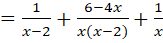 = 1/(x−2) + (6−4x)/(x(x−2)) + 1/x